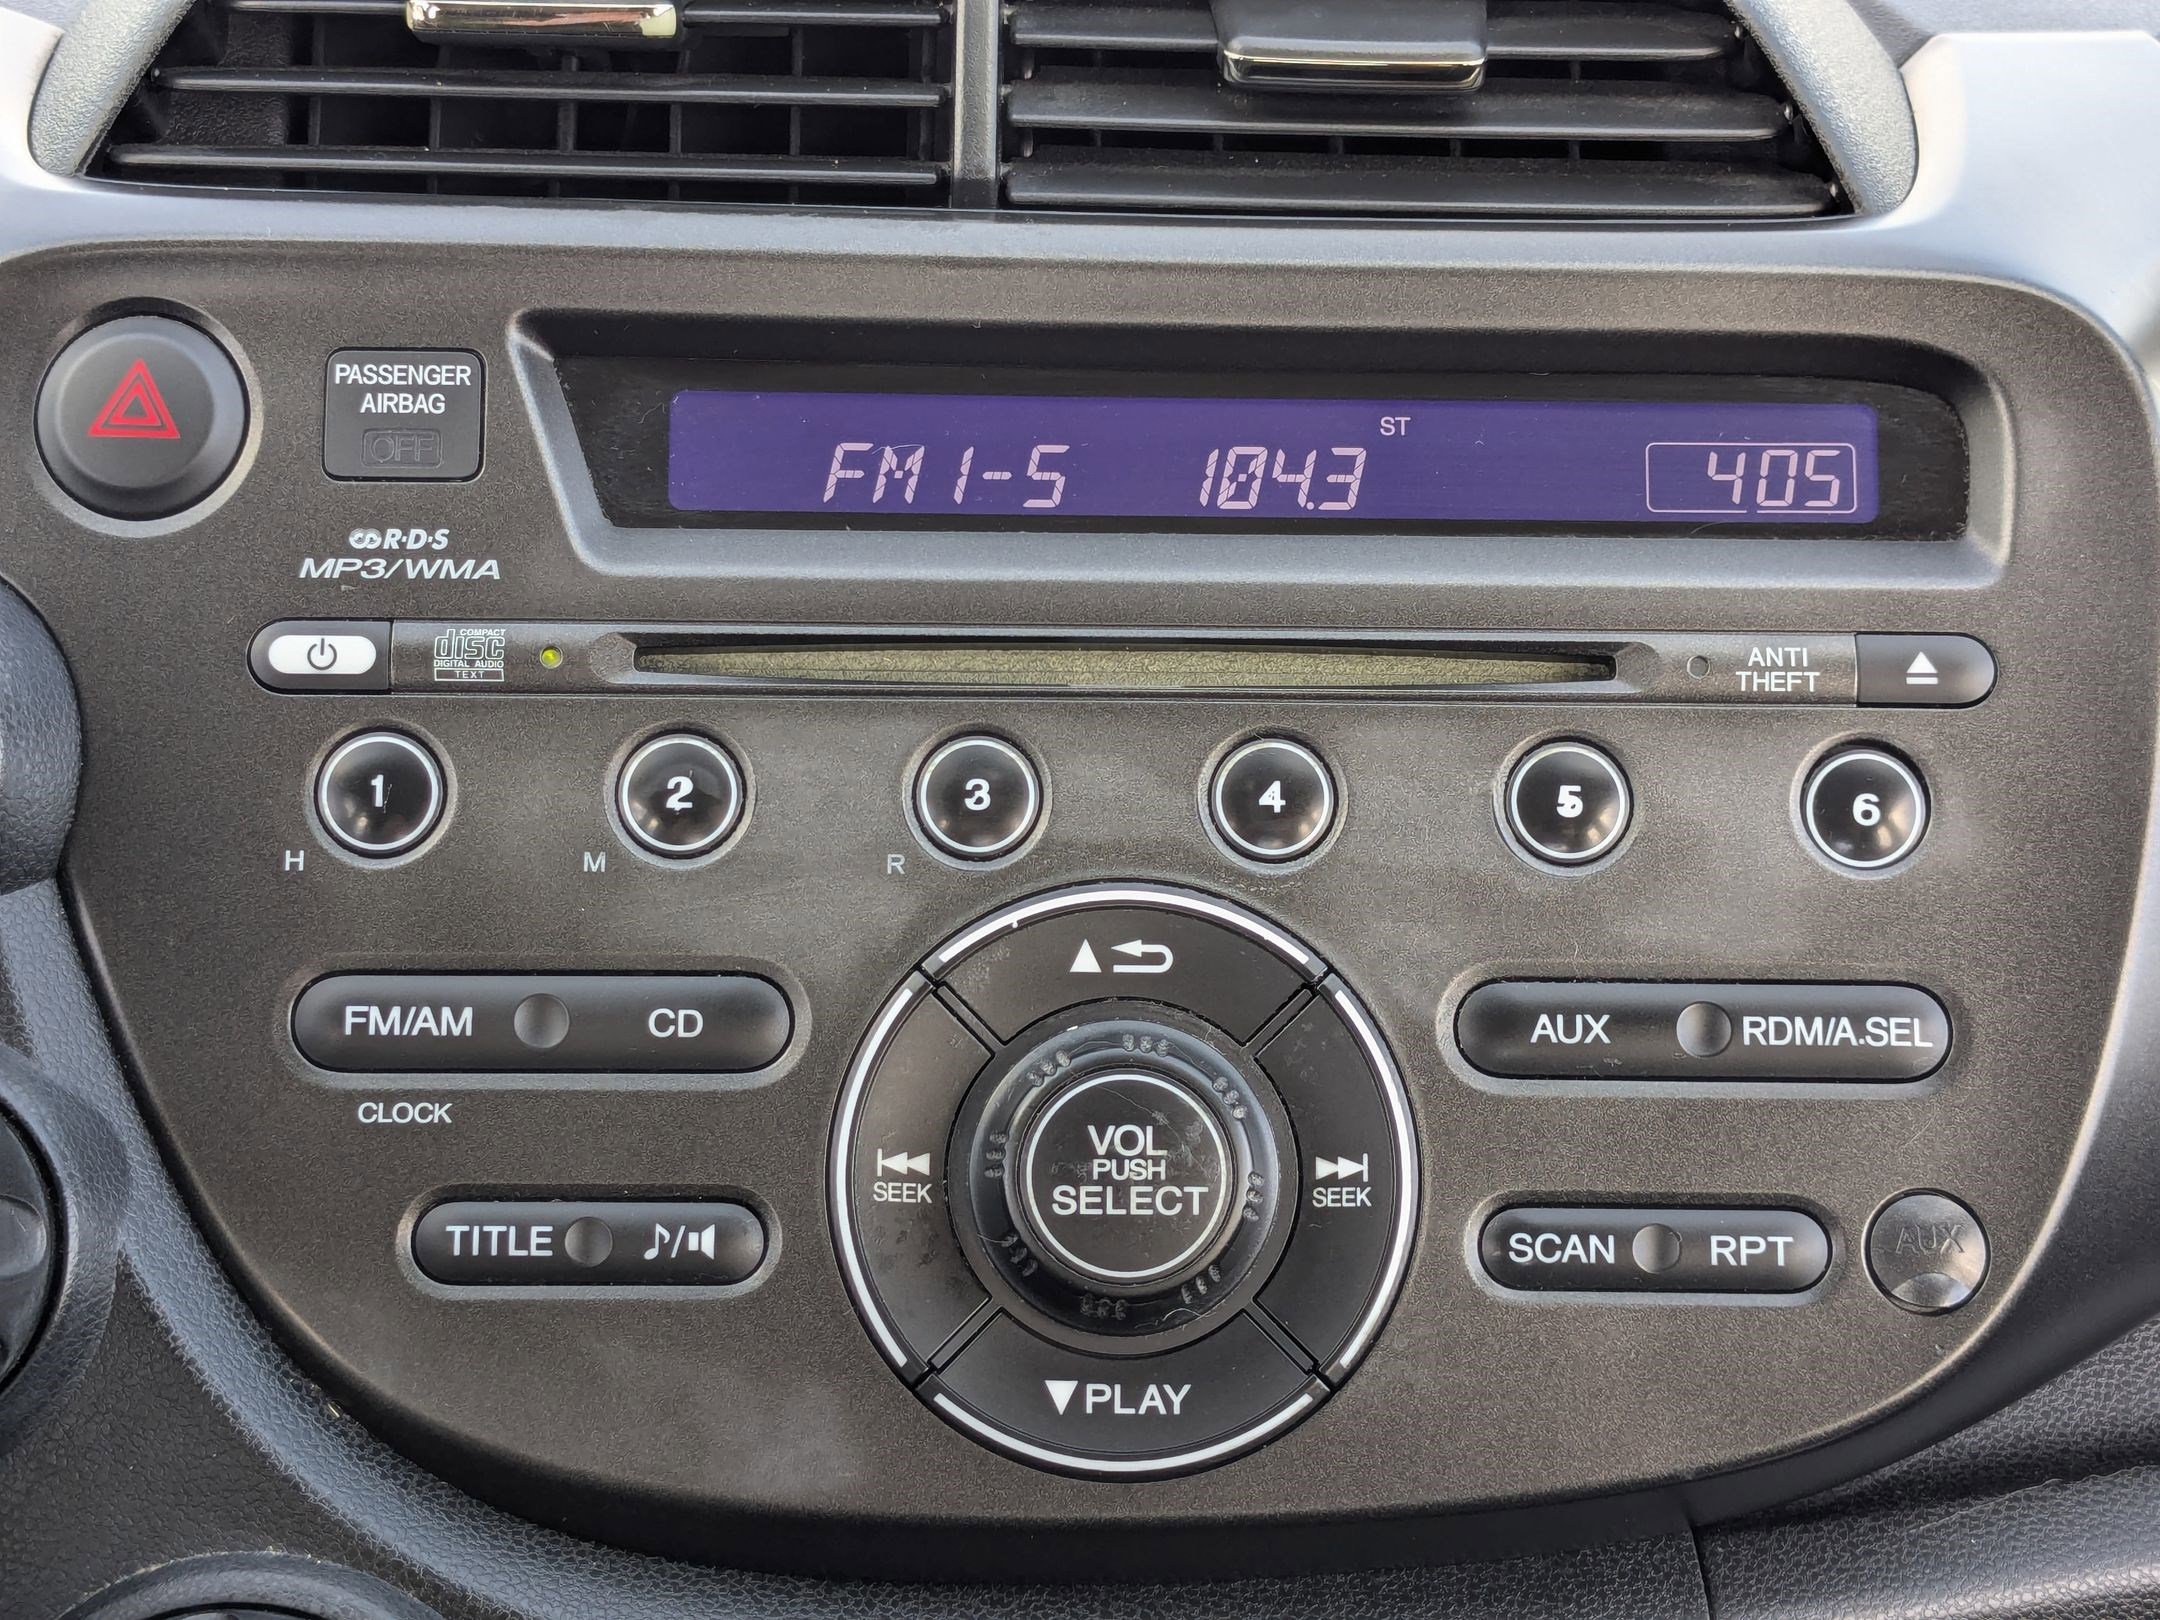 PASSENGER
AIRBAG
OFF
ST
FM1-5 104.3 405
R·D·S
MP3/WMA
COMPACT
disc
DIGITAL AUDIO
TEXT
ANTI
THEFT
1 2 3 4 5 6
H M R
FM/AM CD AUX RDM/A.SEL
CLOCK
VOL
PUSH
SELECT
SEEK SEEK
TITLE SCAN RPT AUX
PLAY